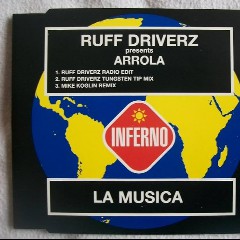 RUFF DRIVERZ
presents
ARROLA
1. RUFF DRIVERZ RADIO EDIT
2. RUFF DRIVERZ TUNGSTEN TIP MIX
3. MIKE KOGLIN REMIX
INFERNO
LA MUSICA